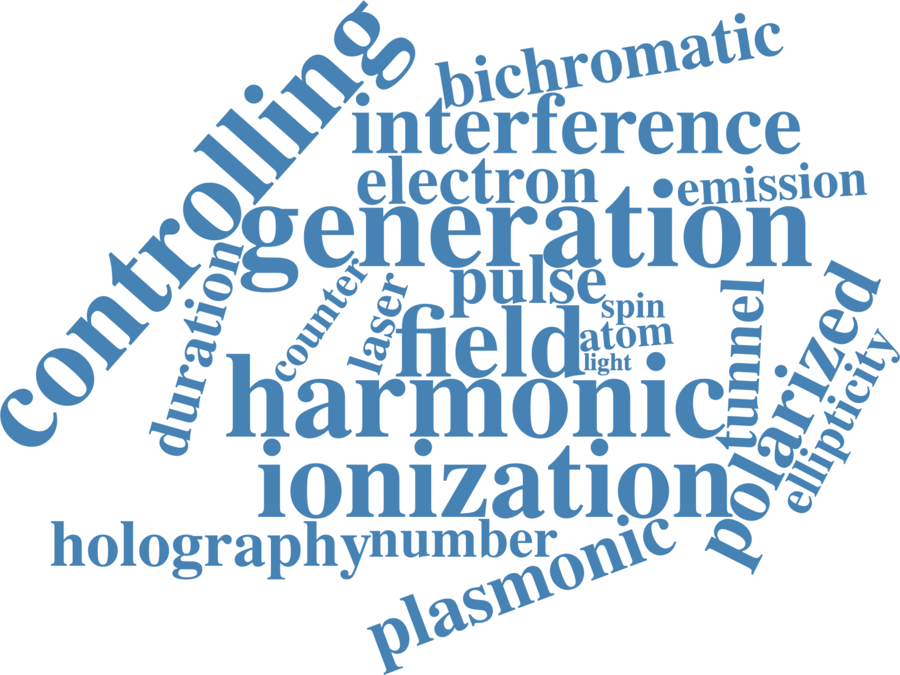 controlling
bichromatic
interference
electron
emission
generation
duration
counter
laser
pulse
spin
field
atom
light
tunnel
polarized
ellipticity
harmonic
ionization
holography
number
plasmonic